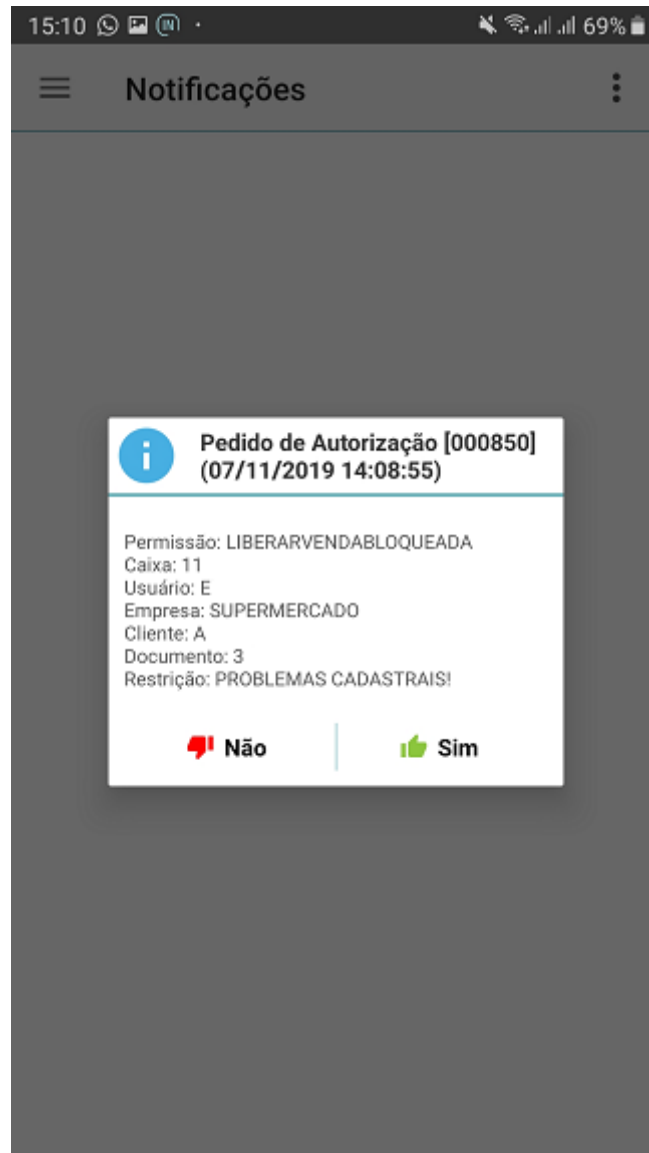 15:10 69%
Notificações
Pedido de Autorização [000850]
(07/11/2019 14:08:55)
Permissão: LIBERARVENDABLOQUEADA
Caixa: 11
Usuário: E
Empresa: SUPERMERCADO
Cliente: A
Documento: 3
Restrição: PROBLEMAS CADASTRAIS!
Não Sim